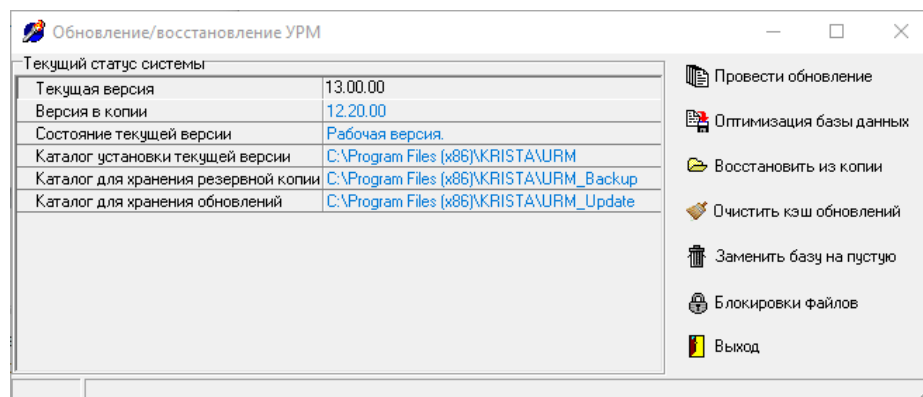 Обновление/восстановление УРМ
Текущий статус системы
Текущая версия 13.00.00
Версия в копии 12.20.00
Состояние текущей версии Рабочая версия.
Каталог установки текущей версии C:\Program Files (x86)\KRISTA\URM
Каталог для хранения резервной копии C:\Program Files (x86)\KRISTA\URM_Backup
Каталог для хранения обновлений C:\Program Files (x86)\KRISTA\URM_Update
Провести обновление
Оптимизация базы данных
Восстановить из копии
Очистить кэш обновлений
Заменить базу на пустую
Блокировки файлов
Выход